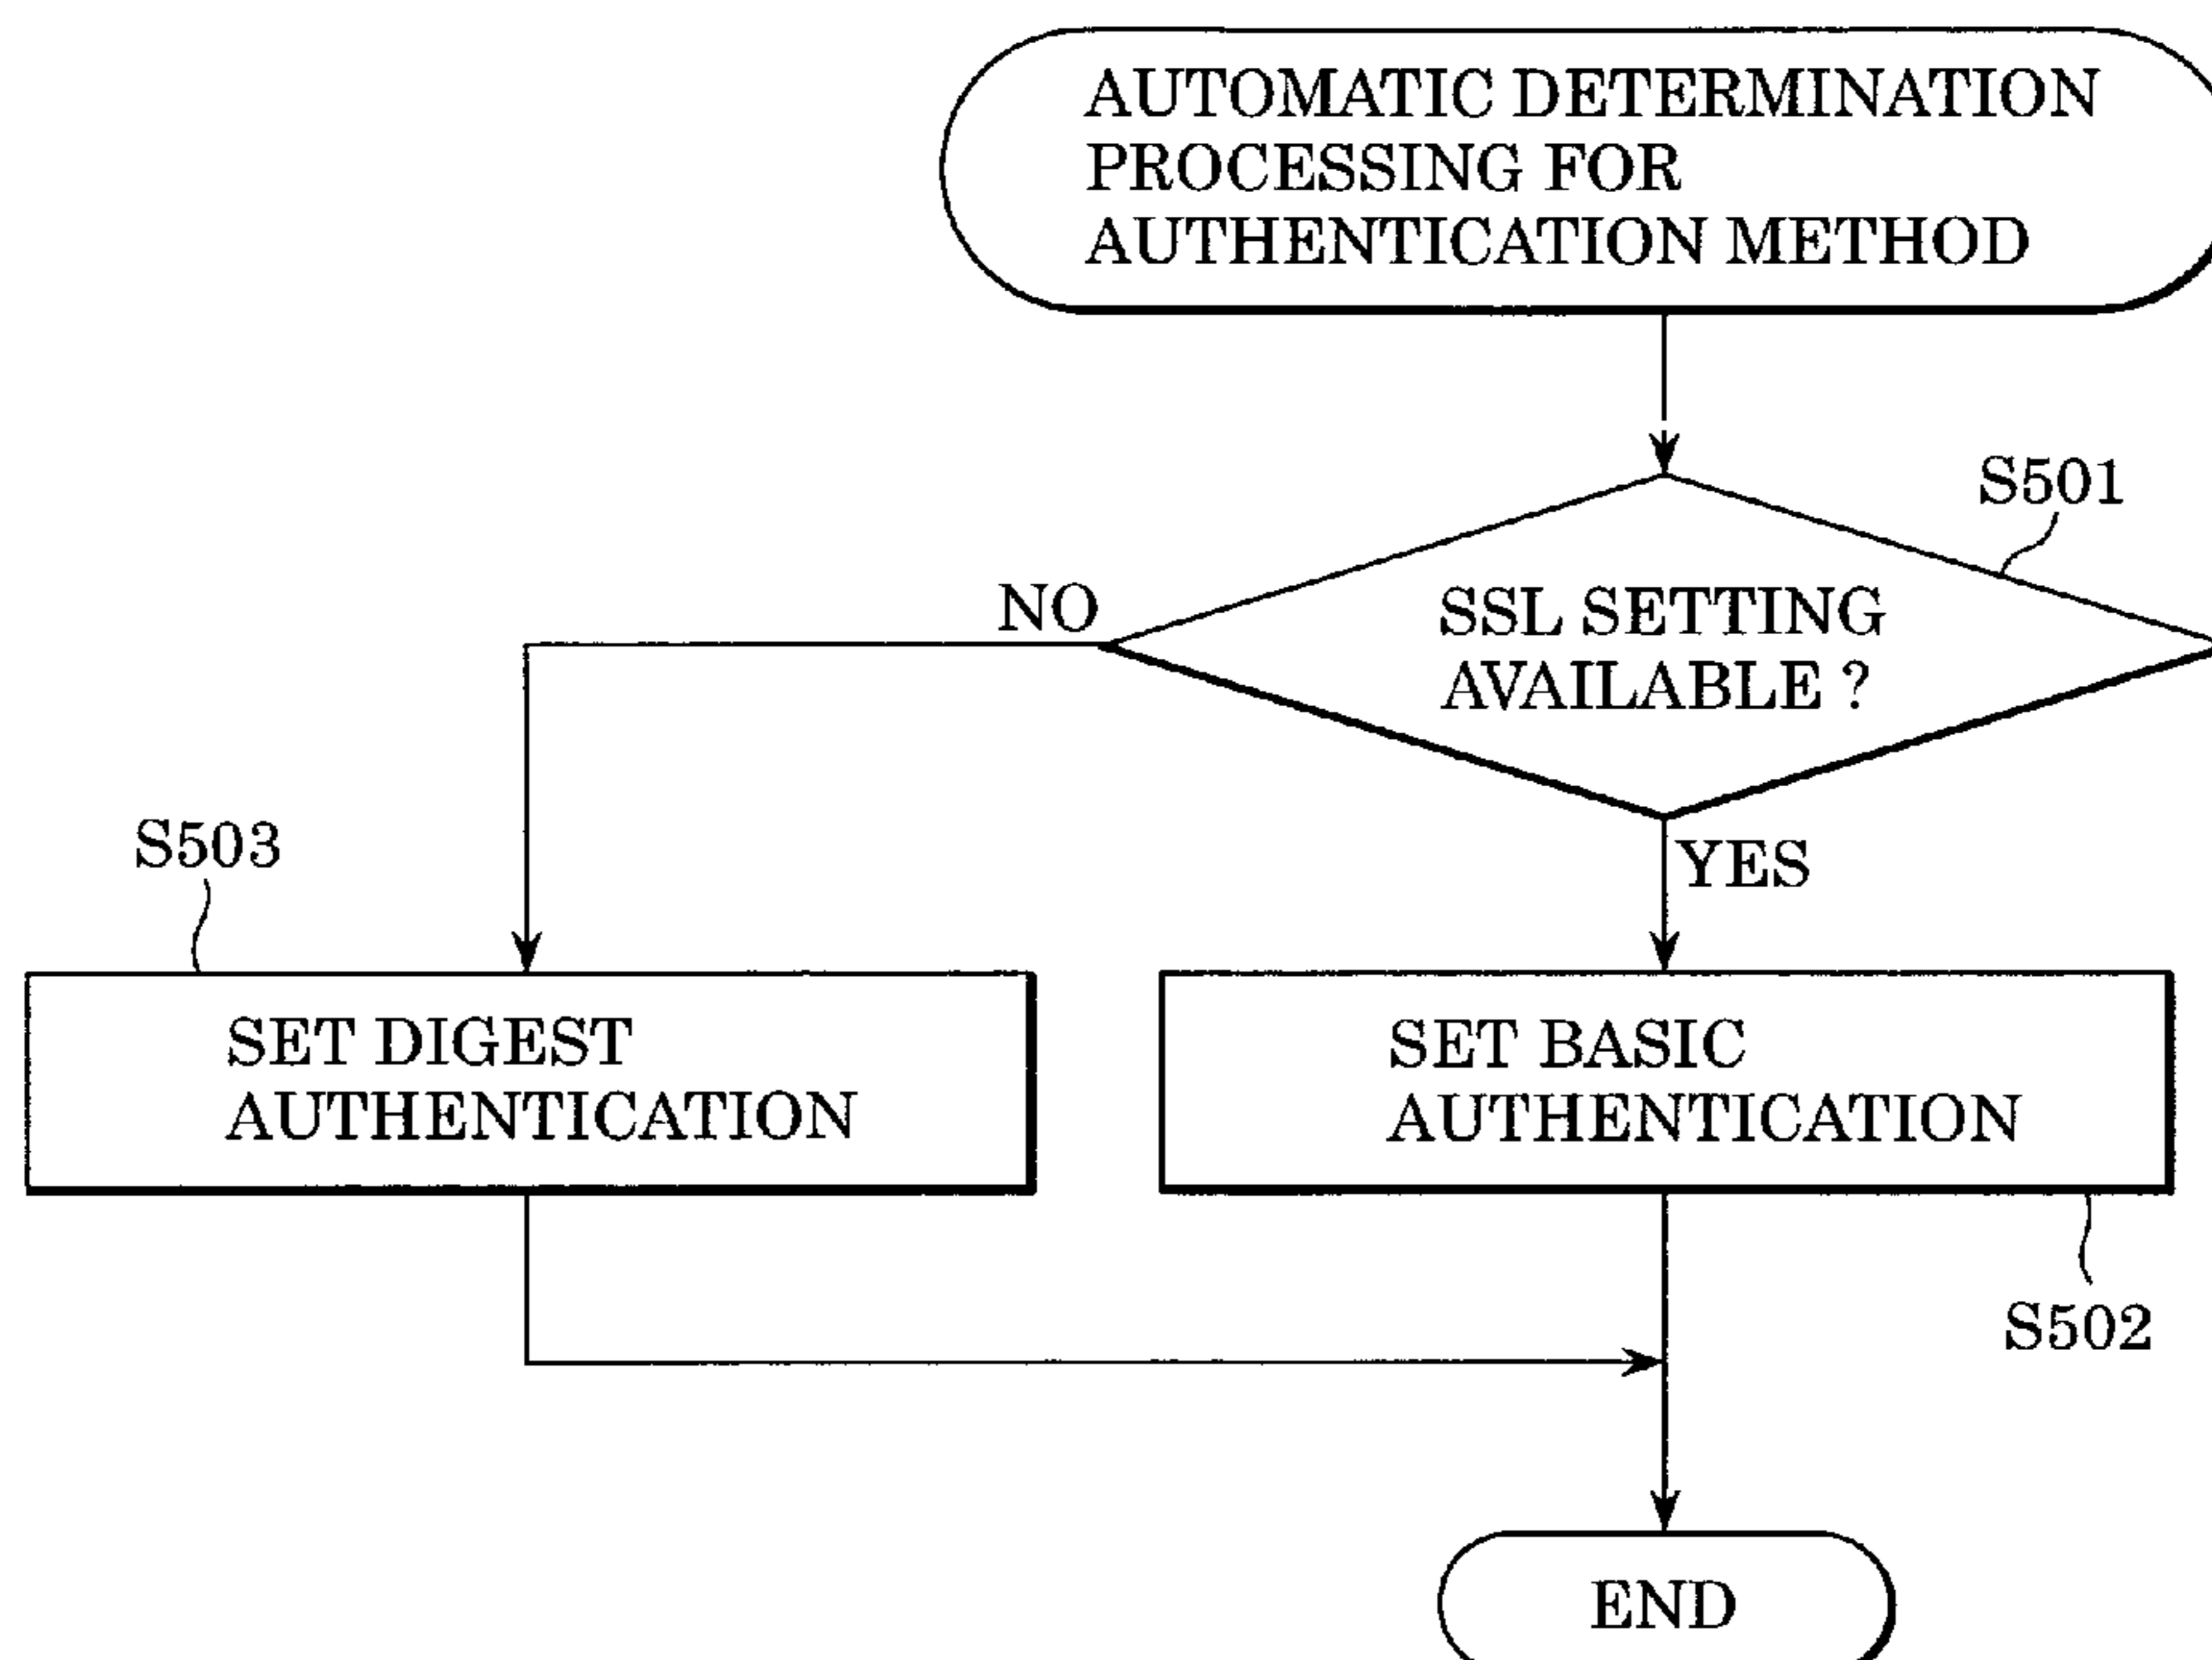 AUTOMATIC DETERMINATION
PROCESSING FOR
AUTHENTICATION METHOD
S501
SSL SETTING
AVAILABLE ?
NO
YES
S503
SET DIGEST
AUTHENTICATION
SET BASIC
AUTHENTICATION
S502
END